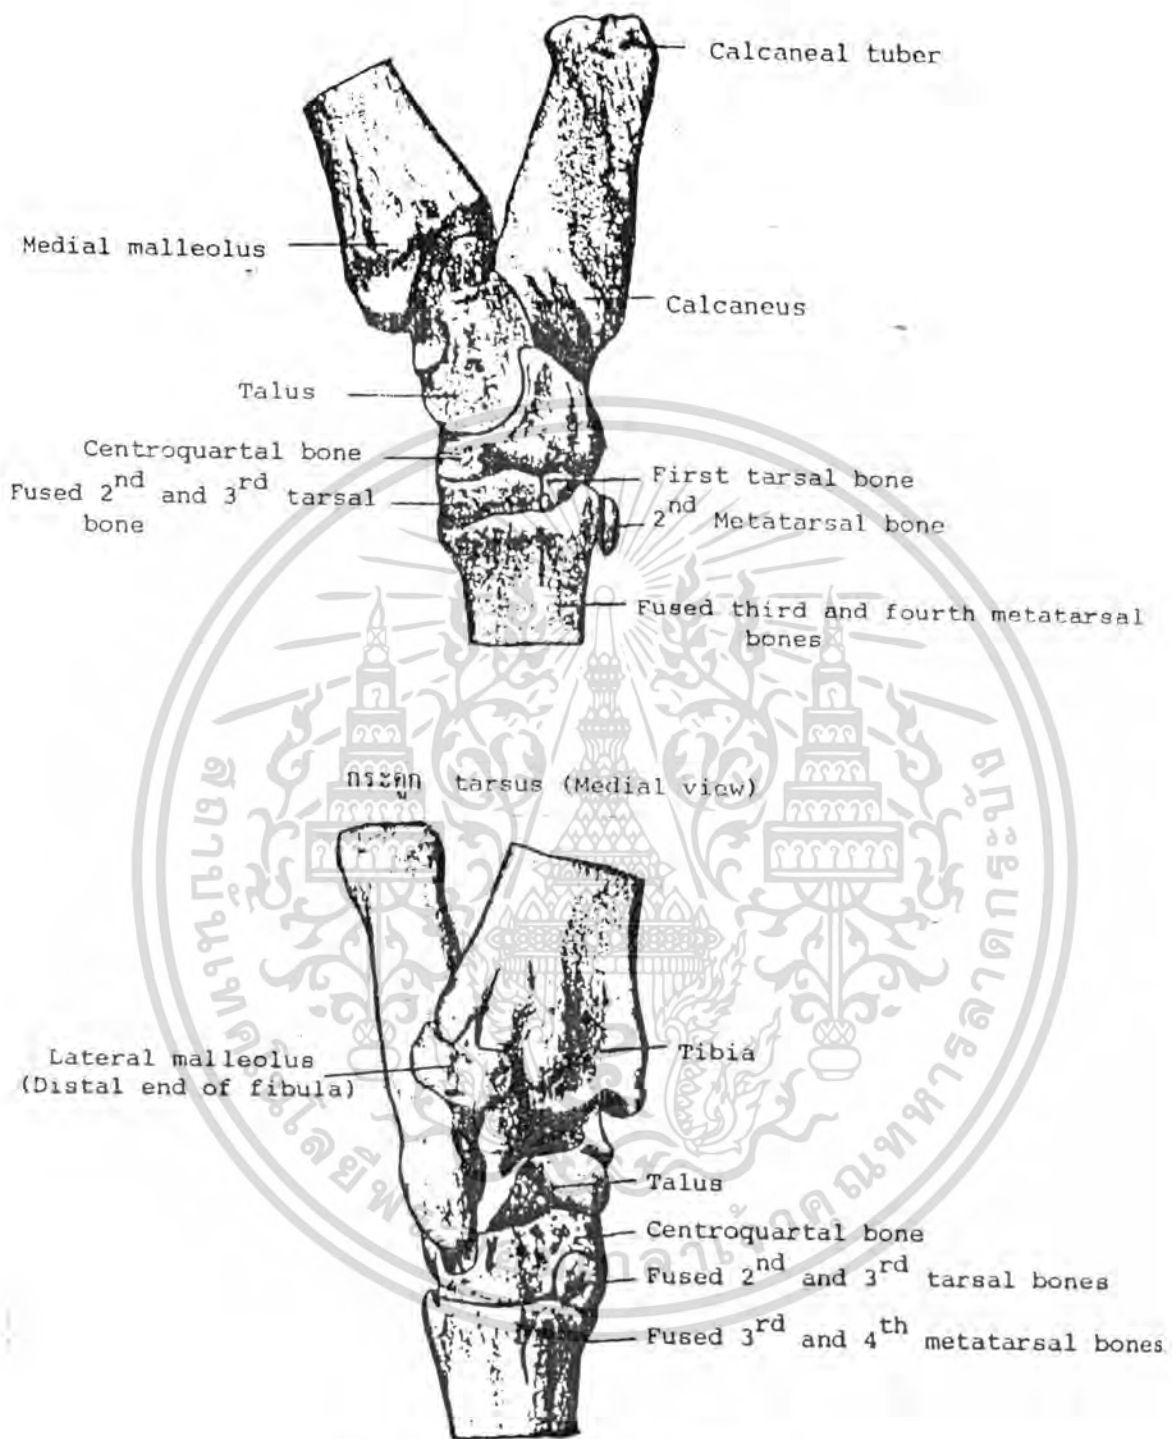 Calcaneal tuber
Medial malleolus
Calcaneus
Talus
Centroquartal bone
Fused 2nd and 3rd tarsal
bone
First tarsal bone
2nd Metatarsal bone
Fused third and fourth metatarsal
bones
กระดูก tarsus (Medial view)
Lateral malleolus
(Distal end of fibula)
Tibia
Talus
Centroquartal bone
Fused 2nd and 3rd tarsal bones
Fused 3rd and 4th metatarsal bones